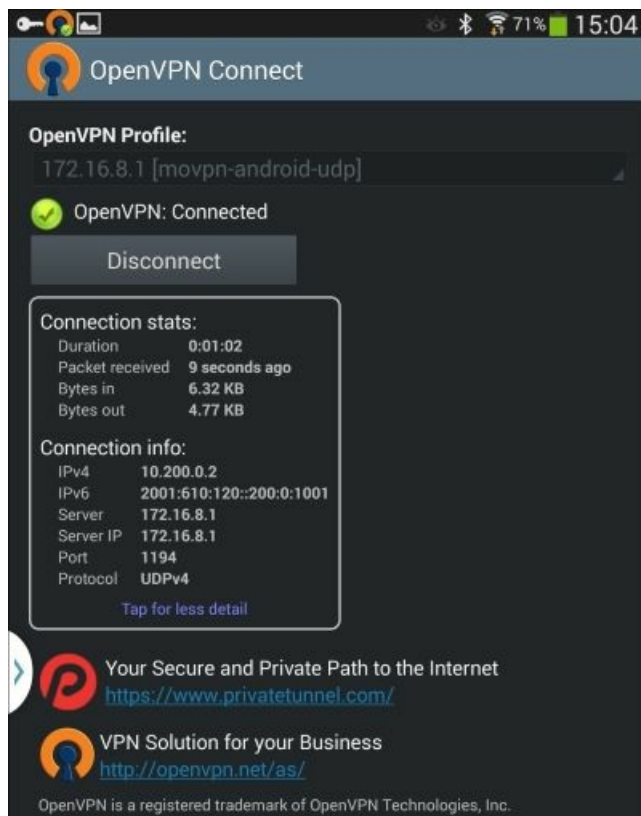 71% 15:04
OpenVPN Connect
OpenVPN Profile:
172.16.8.1 [movpn-android-udp]
OpenVPN: Connected
Disconnect
Connection stats:
Duration 0:01:02
Packet received 9 seconds ago
Bytes in 6.32 KB
Bytes out 4.77 KB
Connection info:
IPv4 10.200.0.2
IPv6 2001:610:120::200:0:1001
Server 172.16.8.1
Server IP 172.16.8.1
Port 1194
Protocol UDPv4
Tap for less detail
Your Secure and Private Path to the Internet
https://www.privatetunnel.com/
VPN Solution for your Business
http://openvpn.net/as/
OpenVPN is a registered trademark of OpenVPN Technologies, Inc.